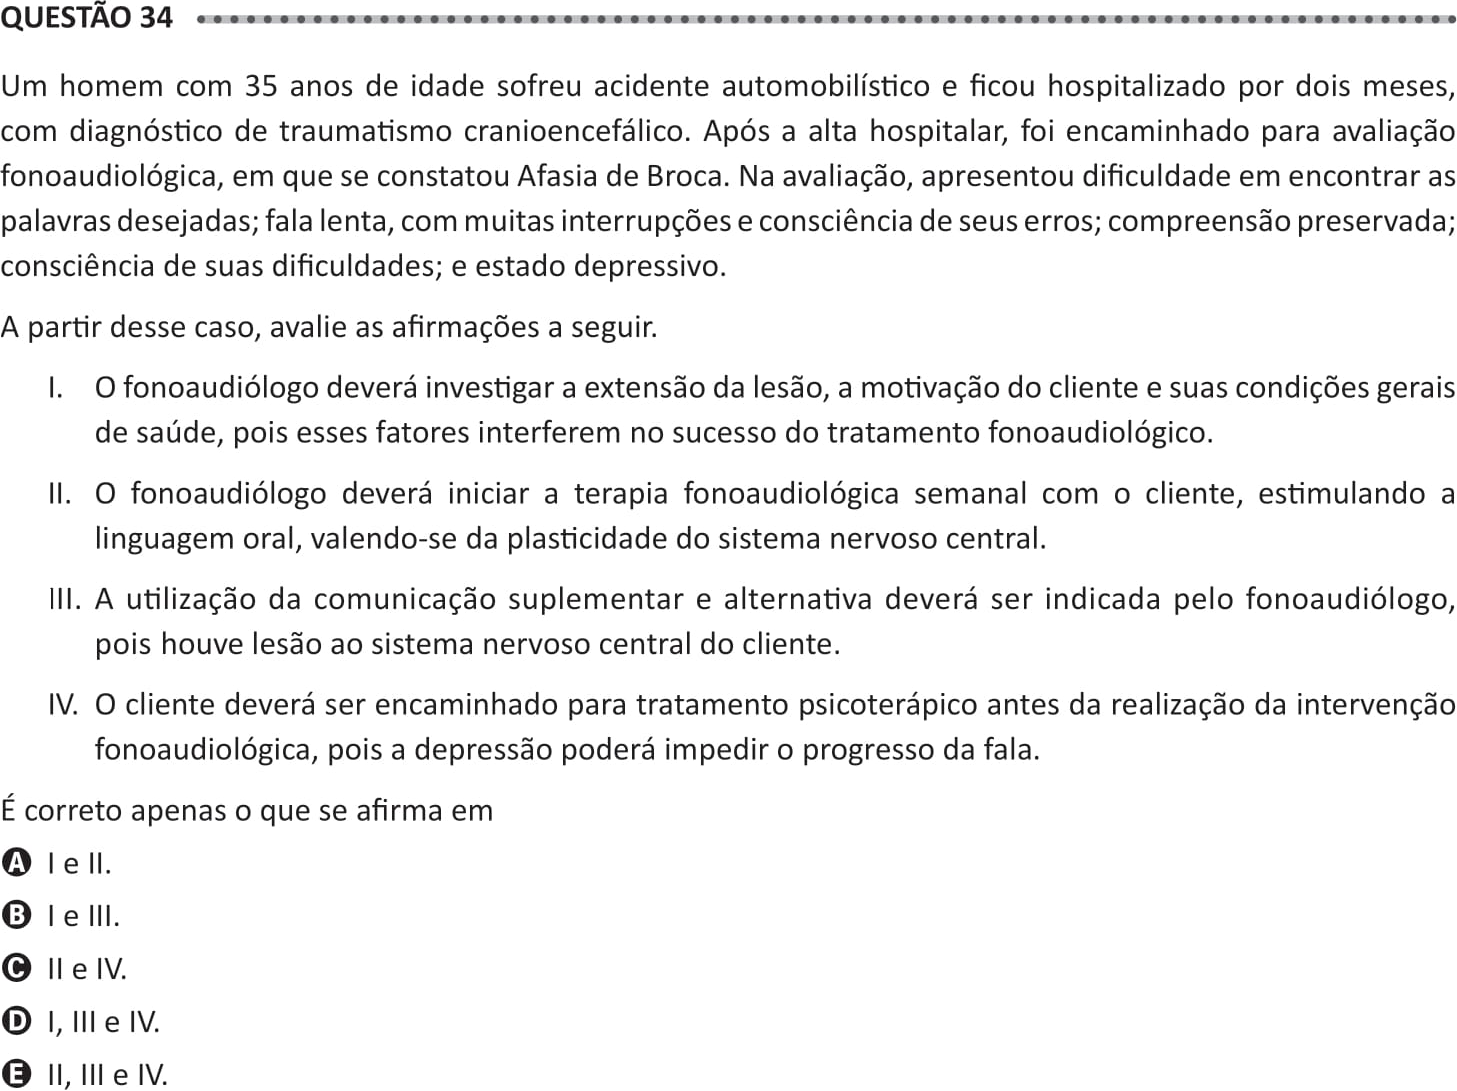 QUESTÃO 34
Um homem com 35 anos de idade sofreu acidente automobilístico e ficou hospitalizado por dois meses,
com diagnóstico de traumatismo cranioencefálico. Após a alta hospitalar, foi encaminhado para avaliação
fonoaudiológica, em que se constatou Afasia de Broca. Na avaliação, apresentou dificuldade em encontrar as
palavras desejadas; fala lenta, com muitas interrupções e consciência de seus erros; compreensão preservada;
consciência de suas dificuldades; e estado depressivo.
A partir desse caso, avalie as afirmações a seguir.
I. O fonoaudiólogo deverá investigar a extensão da lesão, a motivação do cliente e suas condições gerais
de saúde, pois esses fatores interferem no sucesso do tratamento fonoaudiológico.
II. O fonoaudiólogo deverá iniciar a terapia fonoaudiológica semanal com o cliente, estimulando a
linguagem oral, valendo-se da plasticidade do sistema nervoso central.
III. A utilização da comunicação suplementar e alternativa deverá ser indicada pelo fonoaudiólogo,
pois houve lesão ao sistema nervoso central do cliente.
IV. O cliente deverá ser encaminhado para tratamento psicoterápico antes da realização da intervenção
fonoaudiológica, pois a depressão poderá impedir o progresso da fala.
É correto apenas o que se afirma em
A I e II.
B I e III.
C II e IV.
D I, III e IV.
E II, III e IV.